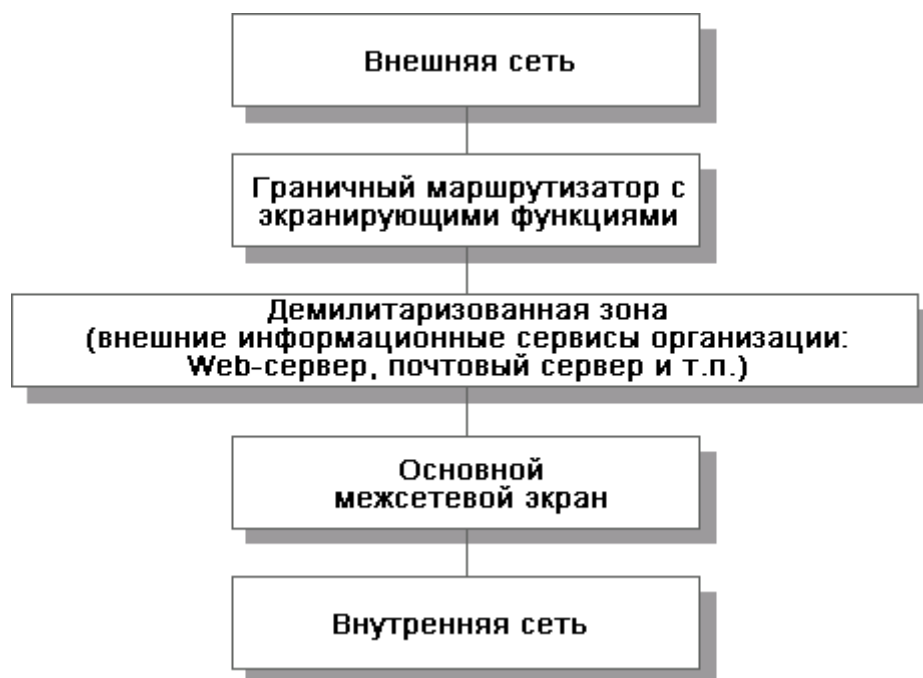 Внешняя сеть
Граничный маршрутизатор с
экранирующими функциями
Демилитаризованная зона
(внешние информационные сервисы организации:
Web-сервер, почтовый сервер и т.п.)
Основной
межсетевой экран
Внутренняя сеть